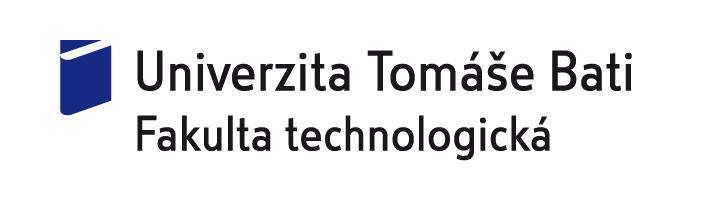 Univerzita Tomáše Bati
Fakulta technologická